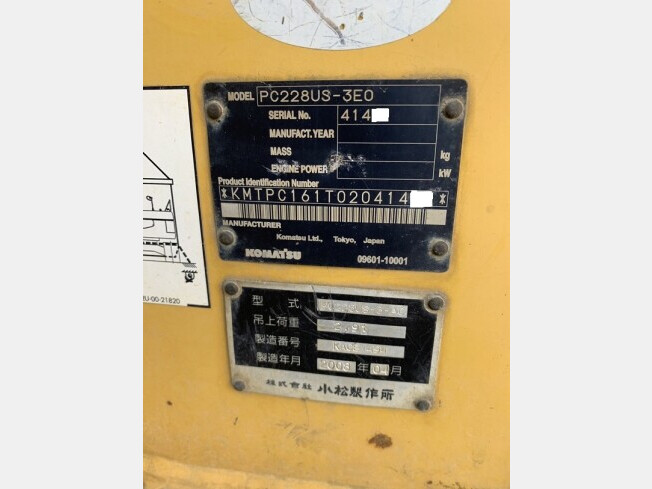 MODEL PC228US-3E0
SERIAL No. 414
MANUFACT.YEAR
MASS kg
ENGINE POWER kW
Product Identification Number
*KMTPC161T020414 *
MANUFACTURER
Komatsu Ltd., Tokyo, Japan
KOMATSU 09601-10001
-00-21820
型式
吊上荷重
製造番号
製造年月 2008 年 04 月
株式会社 小松製作所